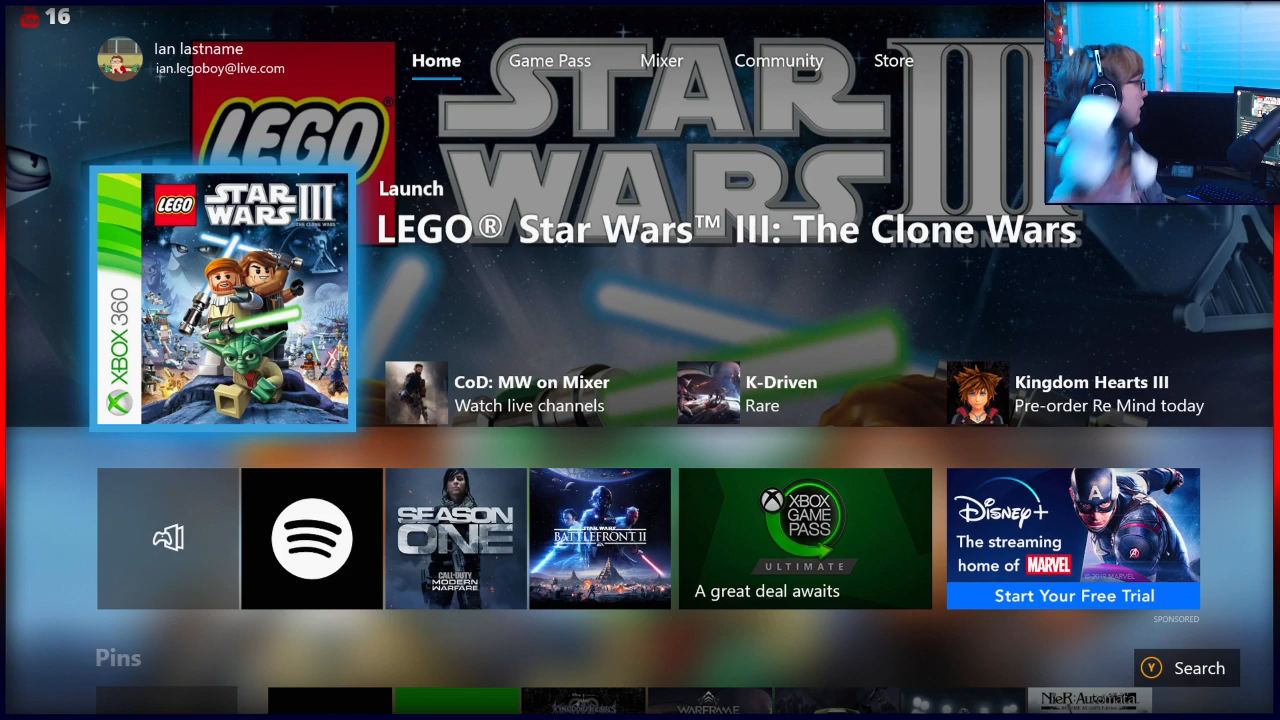 16
Ian lastname
ian.legoboy@live.com
Home
Game Pass
Mixer
Community
Store
LEGO®
STAR
WARS III
Launch
LEGO® Star Wars™ III: The Clone Wars
LEGO STAR WARS III
THE CLONE WARS
XBOX 360
CoD: MW on Mixer
Watch live channels
K-Driven
Rare
Kingdom Hearts III
Pre-order Re Mind today
SEASON
ONE
CALL OF DUTY
MODERN
WARFARE
STAR WARS
BATTLEFRONT II
XBOX
GAME
PASS
ULTIMATE
A great deal awaits
Disney+
The streaming
home of MARVEL
© 2019 MARVEL
Start Your Free Trial
SPONSORED
Pins
Y Search
WARFRAME
NieR:Automata